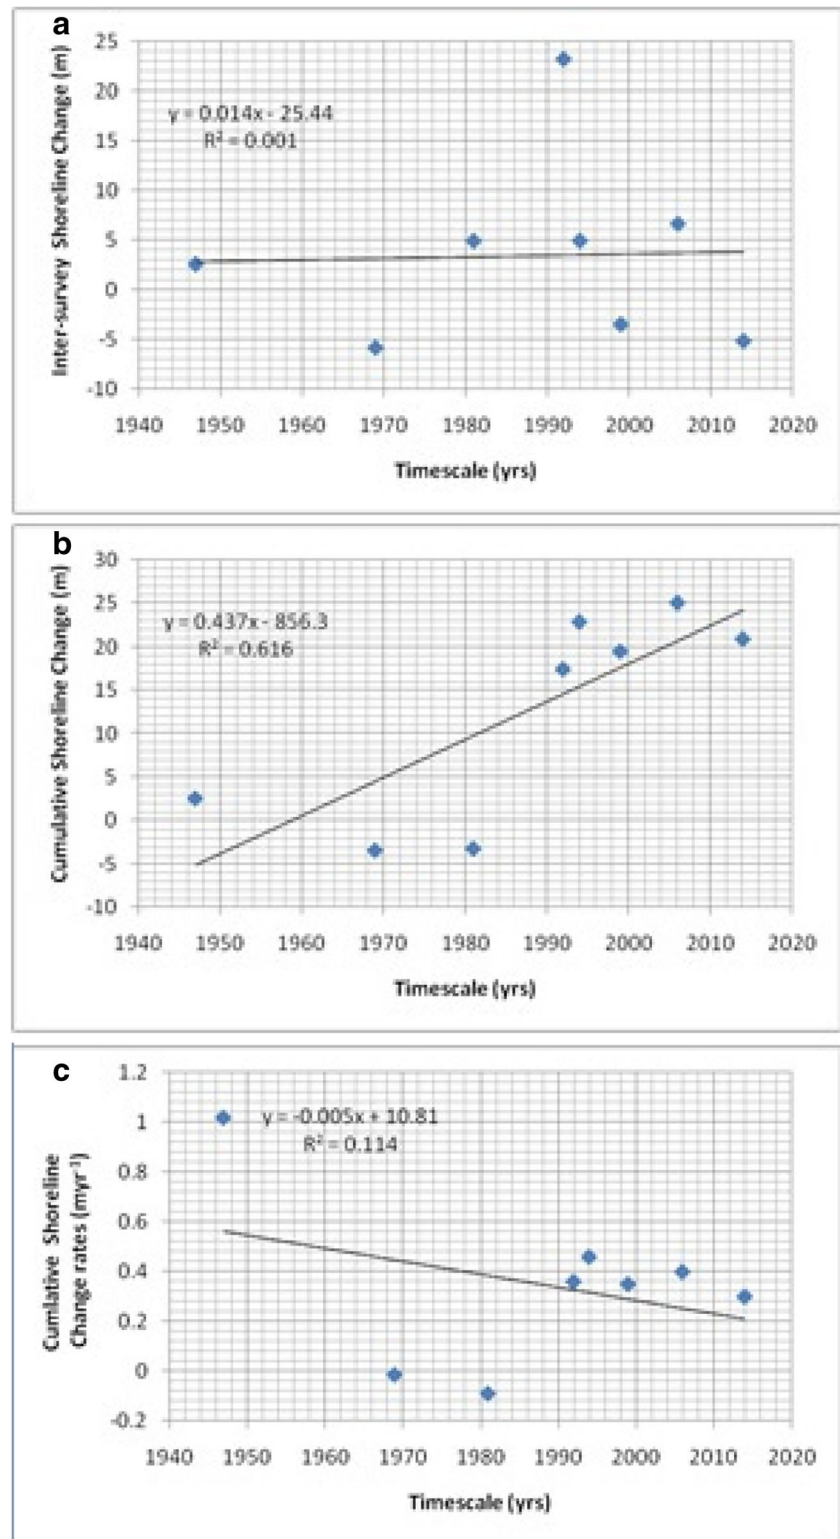 a
Inter-survey Shoreline Change (m)
25
20
15
10
5
0
-5
-10
y = 0.014x - 25.44
R² = 0.001
1940 1950 1960 1970 1980 1990 2000 2010 2020
Timescale (yrs)
b
Cumulative Shoreline Change (m)
30
25
20
15
10
5
0
-5
-10
y = 0.437x - 856.3
R² = 0.616
1940 1950 1960 1970 1980 1990 2000 2010 2020
Timescale (yrs)
c
Cumlative Shoreline
Change rates (myr⁻¹)
1.2
1
0.8
0.6
0.4
0.2
0
-0.2
y = -0.005x + 10.81
R² = 0.114
1940 1950 1960 1970 1980 1990 2000 2010 2020
Timescale (yrs)